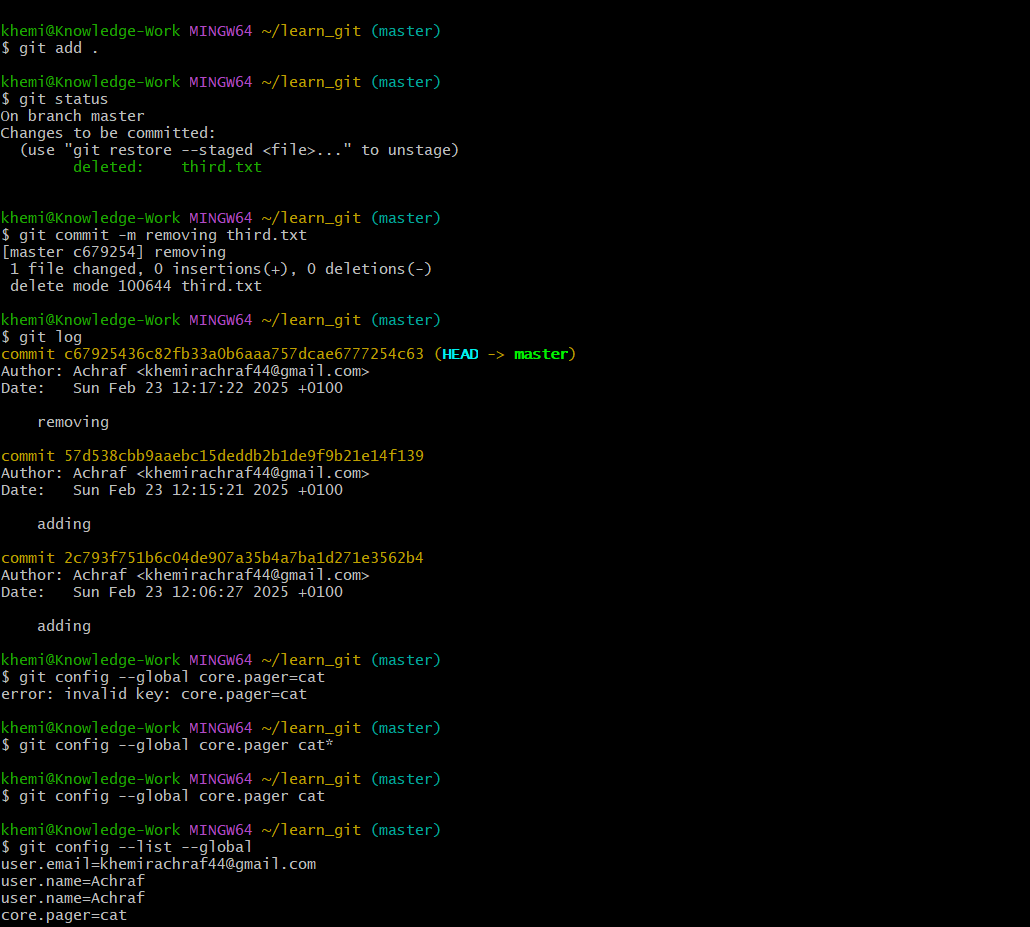 khemi@Knowledge-Work MINGW64 ~/learn_git (master)
$ git add .
khemi@Knowledge-Work MINGW64 ~/learn_git (master)
$ git status
On branch master
Changes to be committed:
  (use "git restore --staged <file>..." to unstage)
        deleted:    third.txt
khemi@Knowledge-Work MINGW64 ~/learn_git (master)
$ git commit -m removing third.txt
[master c679254] removing
 1 file changed, 0 insertions(+), 0 deletions(-)
 delete mode 100644 third.txt
khemi@Knowledge-Work MINGW64 ~/learn_git (master)
$ git log
commit c67925436c82fb33a0b6aaa757dcae6777254c63 (HEAD -> master)
Author: Achraf <khemirachraf44@gmail.com>
Date:   Sun Feb 23 12:17:22 2025 +0100
    removing
commit 57d538cbb9aaebc15deddb2b1de9f9b21e14f139
Author: Achraf <khemirachraf44@gmail.com>
Date:   Sun Feb 23 12:15:21 2025 +0100
    adding
commit 2c793f751b6c04de907a35b4a7ba1d271e3562b4
Author: Achraf <khemirachraf44@gmail.com>
Date:   Sun Feb 23 12:06:27 2025 +0100
    adding
khemi@Knowledge-Work MINGW64 ~/learn_git (master)
$ git config --global core.pager=cat
error: invalid key: core.pager=cat
khemi@Knowledge-Work MINGW64 ~/learn_git (master)
$ git config --global core.pager cat*
khemi@Knowledge-Work MINGW64 ~/learn_git (master)
$ git config --global core.pager cat
khemi@Knowledge-Work MINGW64 ~/learn_git (master)
$ git config --list --global
user.email=khemirachraf44@gmail.com
user.name=Achraf
user.name=Achraf
core.pager=cat